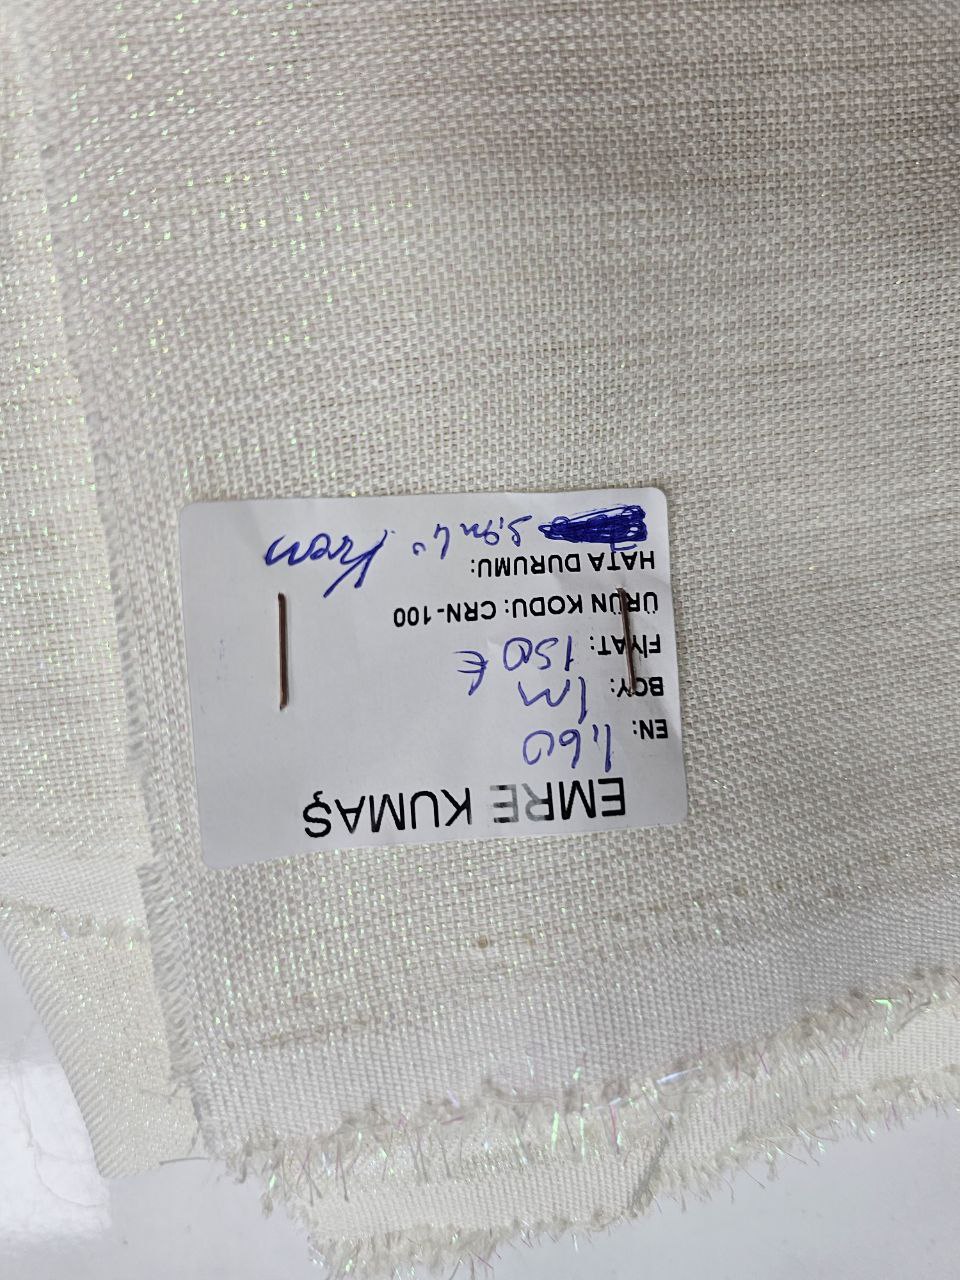 EMRE KUMAŞ
EN: 1,60
BOY: 1m
FİYAT: 150 ₺
ÜRÜN KODU: CRN-100
HATA DURUMU:
Krem